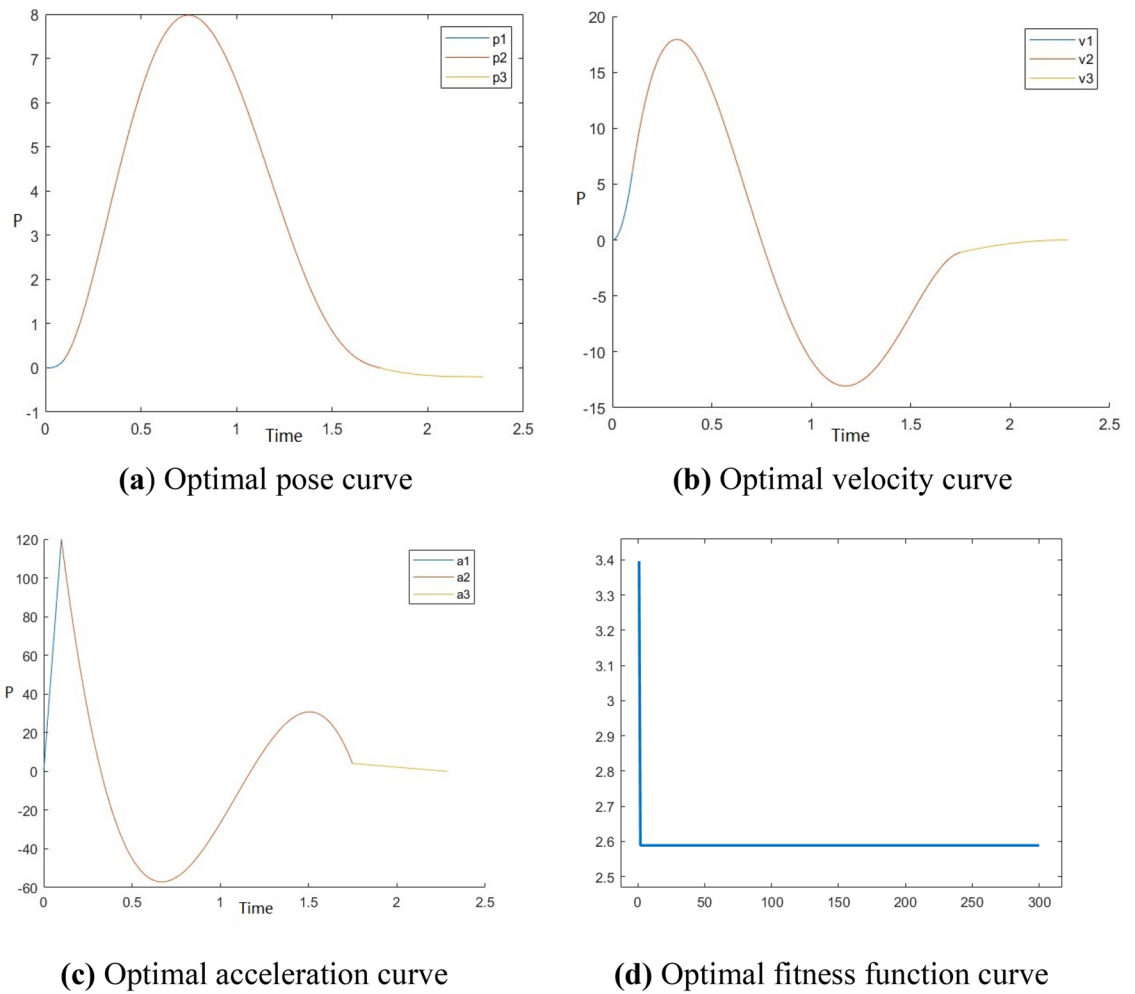 8
7
6
5
4
3
2
1
0
-1
P
p1
p2
p3
0 0.5 1 1.5 2 2.5
Time
(a) Optimal pose curve
20
15
10
5
0
-5
-10
-15
P
v1
v2
v3
0 0.5 1 1.5 2 2.5
Time
(b) Optimal velocity curve
120
100
80
60
40
20
0
-20
-40
-60
P
a1
a2
a3
0 0.5 1 1.5 2 2.5
Time
(c) Optimal acceleration curve
3.4
3.3
3.2
3.1
3
2.9
2.8
2.7
2.6
2.5
0 50 100 150 200 250 300
(d) Optimal fitness function curve